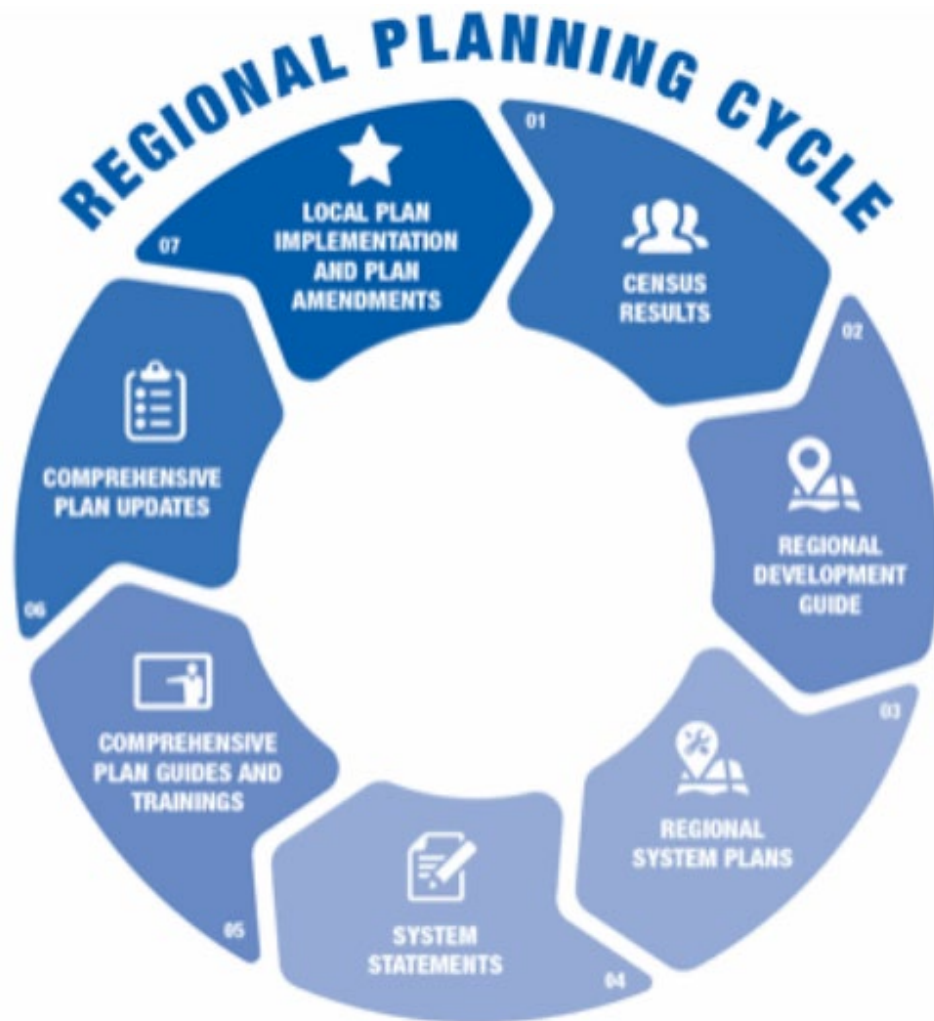 REGIONAL PLANNING CYCLE
01
CENSUS
RESULTS
02
REGIONAL
DEVELOPMENT
GUIDE
03
REGIONAL
SYSTEM PLANS
04
SYSTEM
STATEMENTS
05
COMPREHENSIVE
PLAN GUIDES AND
TRAININGS
06
COMPREHENSIVE
PLAN UPDATES
07
LOCAL PLAN
IMPLEMENTATION
AND PLAN
AMENDMENTS